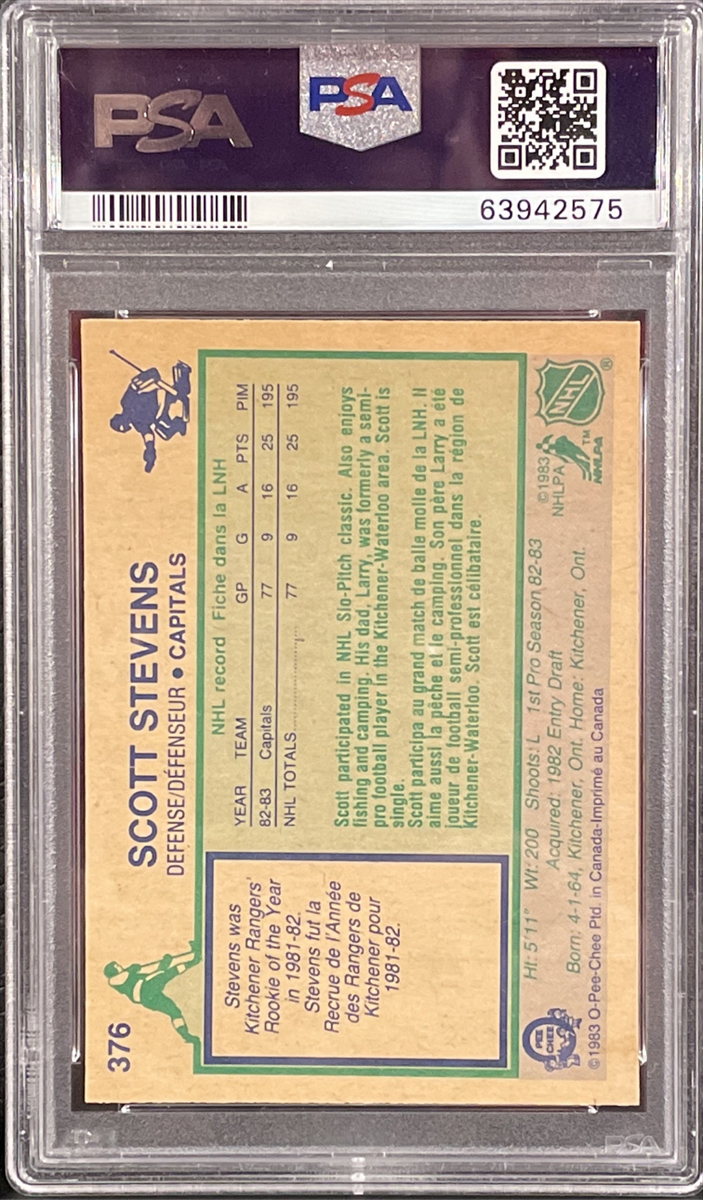 PSA
PSA
63942575
376
SCOTT STEVENS
DEFENSE/DÉFENSEUR • CAPITALS
Stevens was
Kitchener Rangers'
Rookie of the Year
in 1981-82.
Stevens fut la
Recrue de l'Année
des Rangers de
Kitchener pour
1981-82.
NHL record / Fiche dans la LNH
YEAR TEAM GP G A PTS PIM
82-83 Capitals 77 9 16 25 195
NHL TOTALS 77 9 16 25 195
Scott participated in NHL Slo-Pitch classic. Also enjoys
fishing and camping. His dad, Larry, was formerly a semi-
pro football player in the Kitchener-Waterloo area. Scott is
single.
Scott participa au grand match de balle molle de la LNH. Il
aime aussi la pêche et le camping. Son père Larry a été
joueur de football semi-professionnel dans la région de
Kitchener-Waterloo. Scott est célibataire.
Ht: 5'11" Wt: 200 Shoots: L 1st Pro Season 82-83
Acquired: 1982 Entry Draft
Born: 4-1-64, Kitchener, Ont. Home: Kitchener, Ont.
©1983 O-Pee-Chee Ptd. in Canada-Imprimé au Canada
O
PEE
CHEE
©1983
NHLPA
TM
NHLPA
NHL
®
PSA